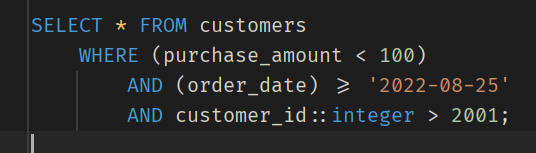 SELECT * FROM customers
    WHERE (purchase_amount < 100)
        AND (order_date) >= '2022-08-25'
        AND customer_id::integer > 2001;